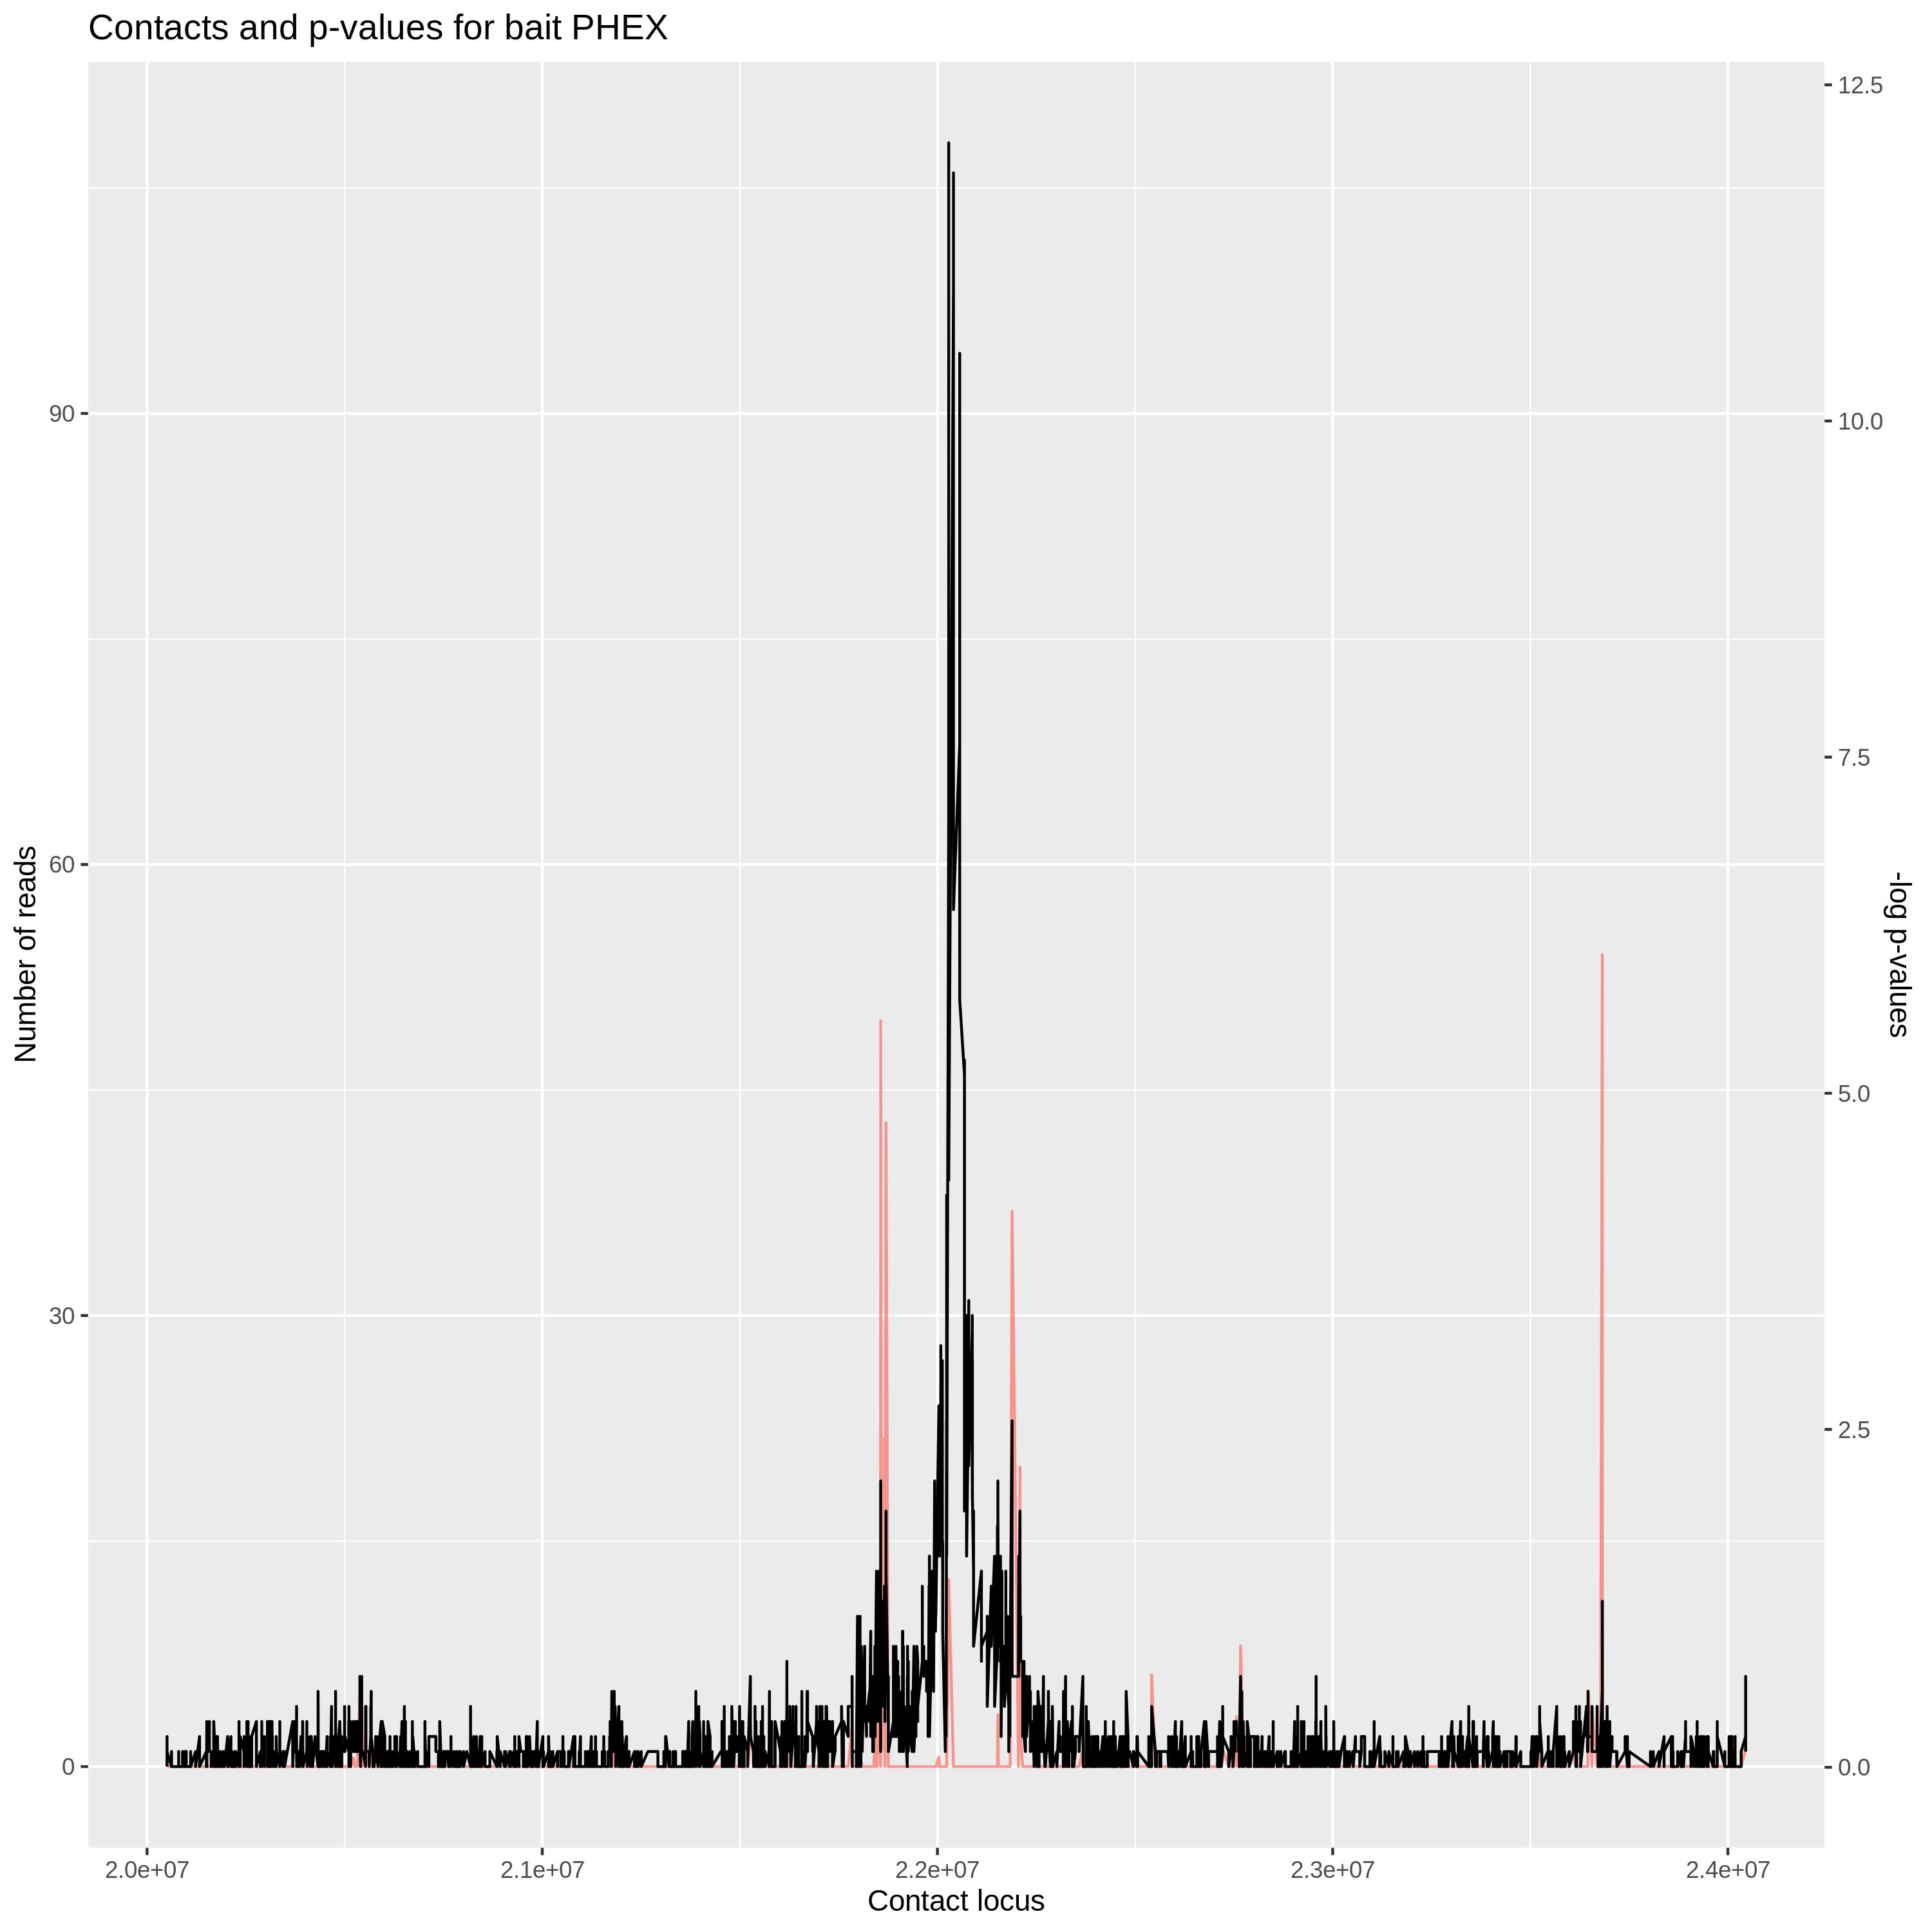 Contacts and p-values for bait PHEX
12.5
90
10.0
7.5
60
Number of reads
-log p-values
5.0
30
2.5
0
0.0
2.0e+07 2.1e+07 2.2e+07 2.3e+07 2.4e+07
Contact locus